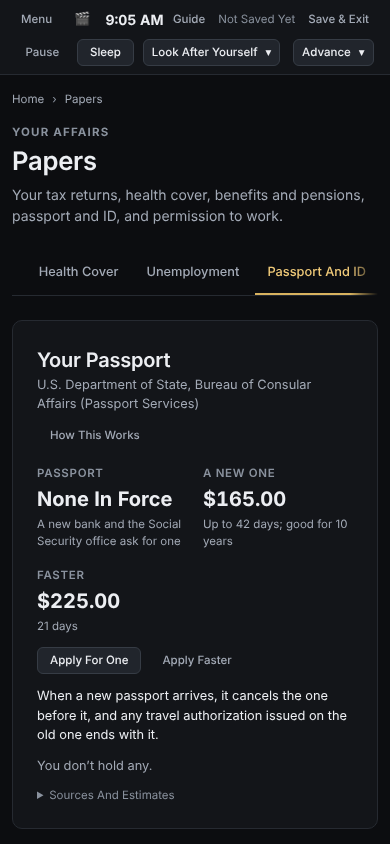 Menu 🎬 9:05 AM Guide Not Saved Yet Save & Exit
Pause Sleep Look After Yourself ▾ Advance ▾
Home › Papers
YOUR AFFAIRS
Papers
Your tax returns, health cover, benefits and pensions,
passport and ID, and permission to work.
Health Cover Unemployment Passport And ID
Your Passport
U.S. Department of State, Bureau of Consular
Affairs (Passport Services)
How This Works
PASSPORT
None In Force
A new bank and the Social
Security office ask for one
A NEW ONE
$165.00
Up to 42 days; good for 10
years
FASTER
$225.00
21 days
Apply For One Apply Faster
When a new passport arrives, it cancels the one
before it, and any travel authorization issued on the
old one ends with it.
You don’t hold any.
▶ Sources And Estimates